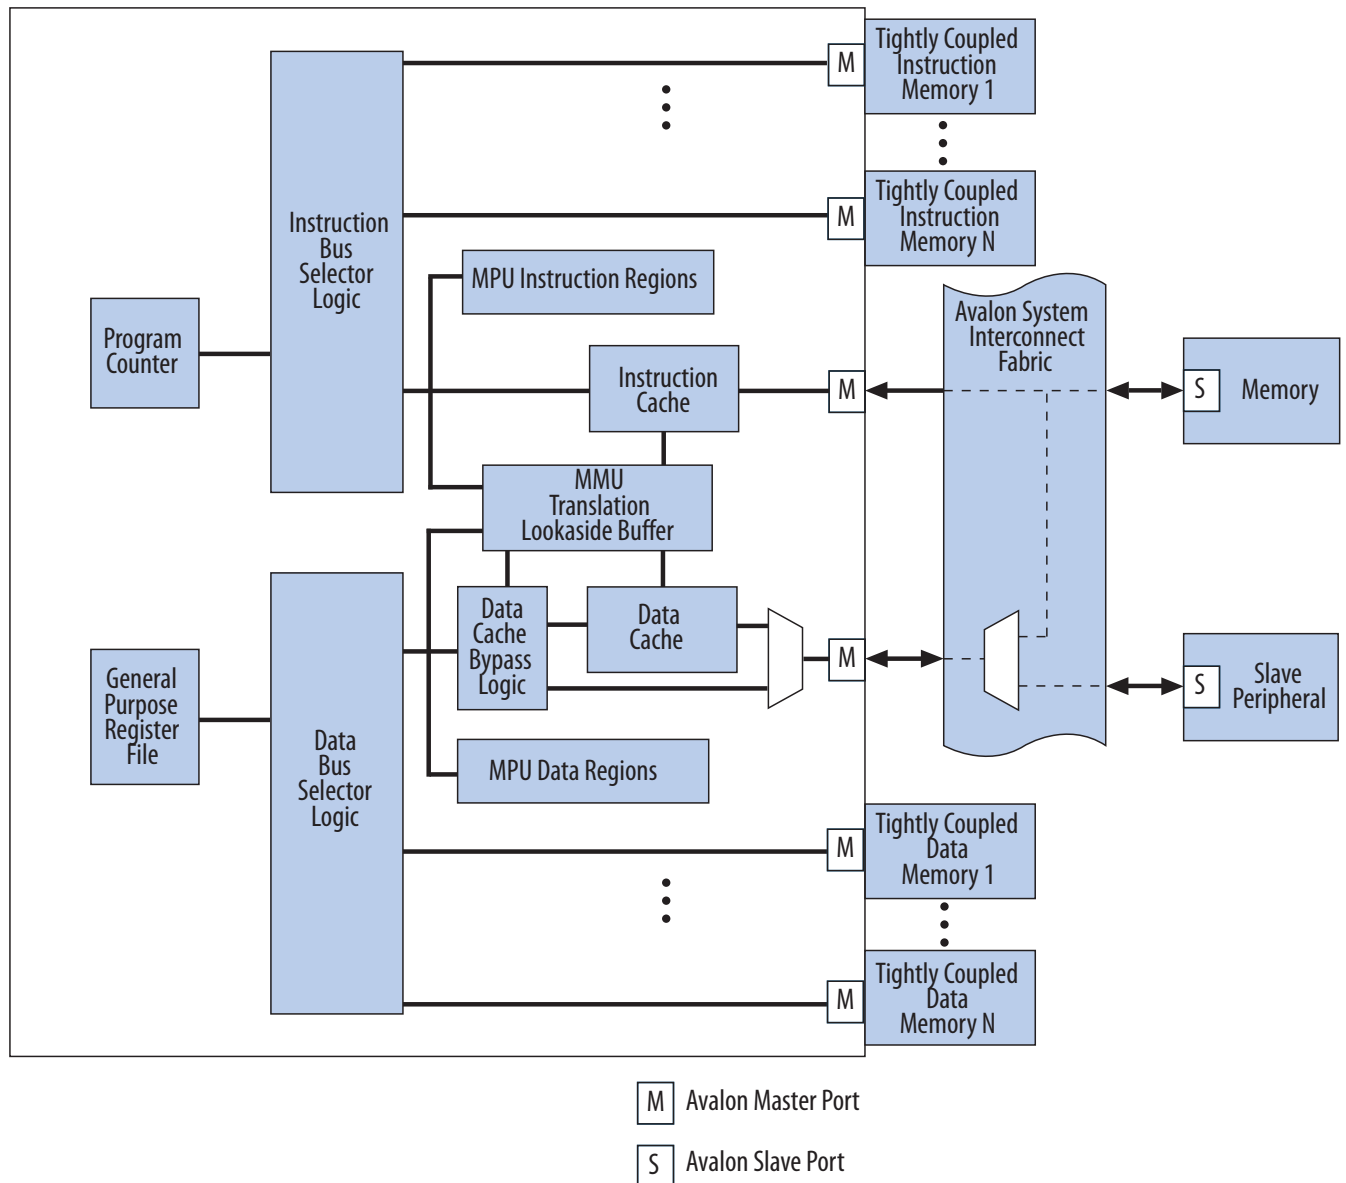 Tightly Coupled
Instruction
Memory 1
M
Tightly Coupled
Instruction
Memory N
M
Instruction
Bus
Selector
Logic
MPU Instruction Regions
Program
Counter
Instruction
Cache
M
Avalon System
Interconnect
Fabric
S
Memory
MMU
Translation
Lookaside Buffer
General
Purpose
Register
File
Data
Bus
Selector
Logic
Data
Cache
Bypass
Logic
Data
Cache
M
S
Slave
Peripheral
MPU Data Regions
M
Tightly Coupled
Data
Memory 1
M
Tightly Coupled
Data
Memory N
M
Avalon Master Port
S
Avalon Slave Port